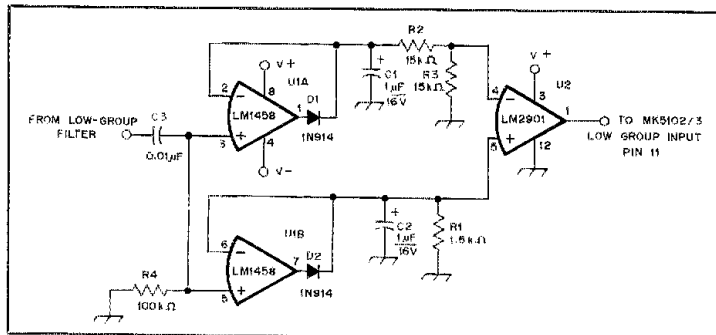 R2
15kΩ
V+
C1
1μF
16V
R3
15kΩ
V+
U2
2
8
U1A
D1
4
3
1
FROM LOW-GROUP
FILTER
C3
LM1458
1
LM2901
TO MK5102/3
LOW GROUP INPUT
PIN 11
3
4
1N914
5
12
0.01μF
V-
6
U1B
D2
C2
1μF
16V
R1
1.5kΩ
LM1458
7
R4
100kΩ
5
1N914